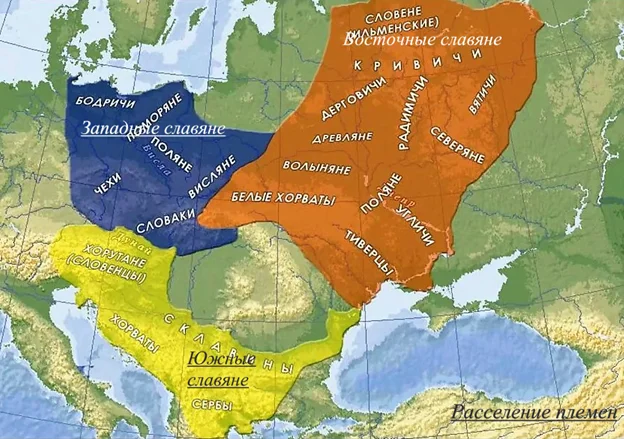 СЛОВЕНЕ
(ИЛЬМЕНСКИЕ)
Восточные славяне
КРИВИЧИ
БОДРИЧИ
ПОМОРЯНЕ
Западные славяне
ПОЛЯНЕ
Висла
ВИСЛЯНЕ
ЧЕХИ
СЛОВАКИ
ДЕРГОВИЧИ
РАДИМИЧИ
ВЯТИЧИ
ДРЕВЛЯНЕ
СЕВЕРЯНЕ
ВОЛЫНЯНЕ
БЕЛЫЕ ХОРВАТЫ
ПОЛЯНЕ
УГЛИЧИ
ТИВЕРЦЫ
Дунай
ХОРУТАНЕ
(СЛОВЕНЦЫ)
ХОРВАТЫ
СКЛАВИНЫ
Южные
славяне
СЕРБЫ
Расселение племен